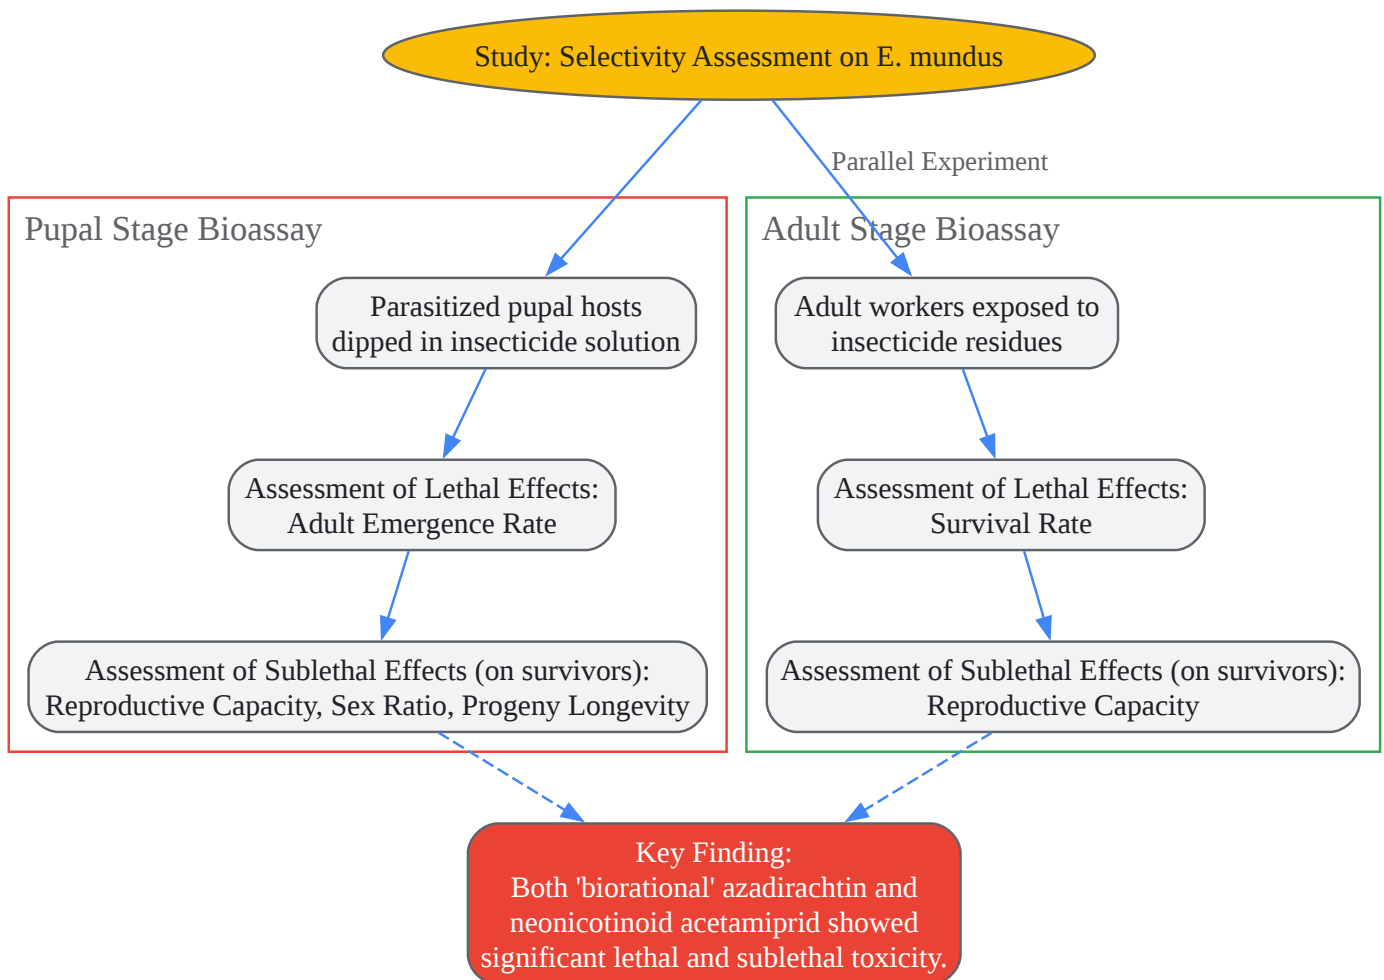 Study: Selectivity Assessment on E. mundus
Parallel Experiment
Pupal Stage Bioassay
Parasitized pupal hosts
dipped in insecticide solution
Assessment of Lethal Effects:
Adult Emergence Rate
Assessment of Sublethal Effects (on survivors):
Reproductive Capacity, Sex Ratio, Progeny Longevity
Adult Stage Bioassay
Adult workers exposed to
insecticide residues
Assessment of Lethal Effects:
Survival Rate
Assessment of Sublethal Effects (on survivors):
Reproductive Capacity
Key Finding:
Both 'biorational' azadirachtin and
neonicotinoid acetamiprid showed
significant lethal and sublethal toxicity.